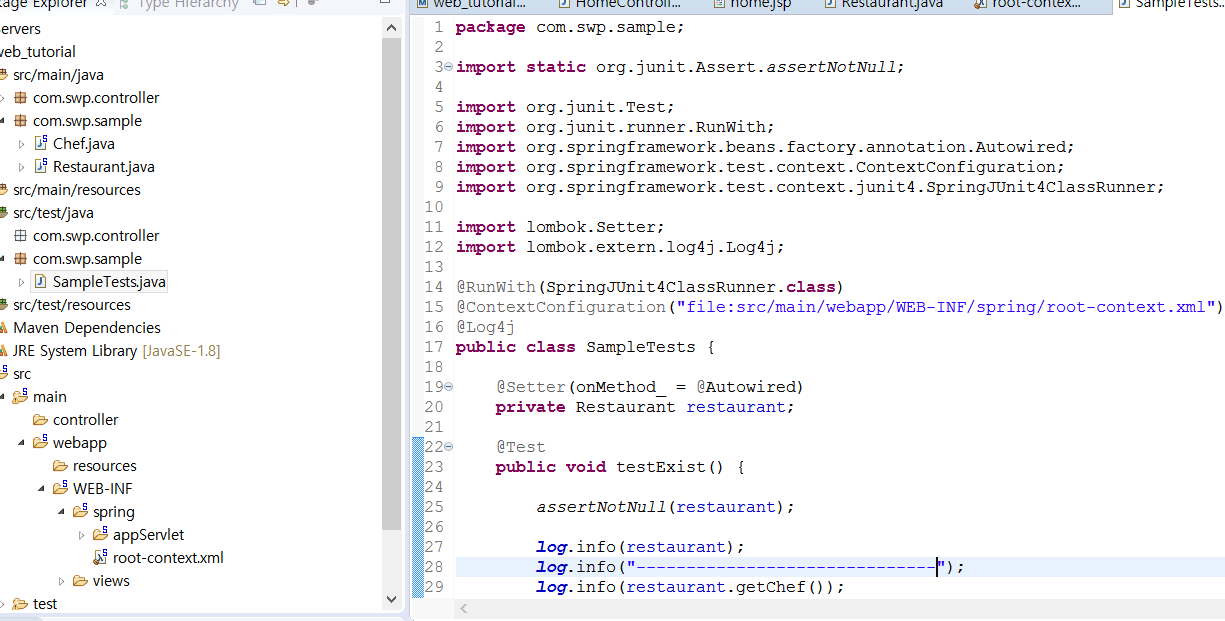 Explorer
Type Hierarchy
web_tutorial...
HomeControll...
home.jsp
Restaurant.java
root-contex...
SampleTests...
web_tutorial
src/main/java
com.swp.controller
com.swp.sample
Chef.java
Restaurant.java
src/main/resources
src/test/java
com.swp.controller
com.swp.sample
SampleTests.java
src/test/resources
Maven Dependencies
JRE System Library [JavaSE-1.8]
src
main
controller
webapp
resources
WEB-INF
spring
appServlet
root-context.xml
views
test
1 package com.swp.sample;
2
3 import static org.junit.Assert.assertNotNull;
4
5 import org.junit.Test;
6 import org.junit.runner.RunWith;
7 import org.springframework.beans.factory.annotation.Autowired;
8 import org.springframework.test.context.ContextConfiguration;
9 import org.springframework.test.context.junit4.SpringJUnit4ClassRunner;
10
11 import lombok.Setter;
12 import lombok.extern.log4j.Log4j;
13
14 @RunWith(SpringJUnit4ClassRunner.class)
15 @ContextConfiguration("file:src/main/webapp/WEB-INF/spring/root-context.xml")
16 @Log4j
17 public class SampleTests {
18
19 @Setter(onMethod_ = @Autowired)
20 private Restaurant restaurant;
21
22 @Test
23 public void testExist() {
24
25 assertNotNull(restaurant);
26
27 log.info(restaurant);
28 log.info("------------------------------");
29 log.info(restaurant.getChef());